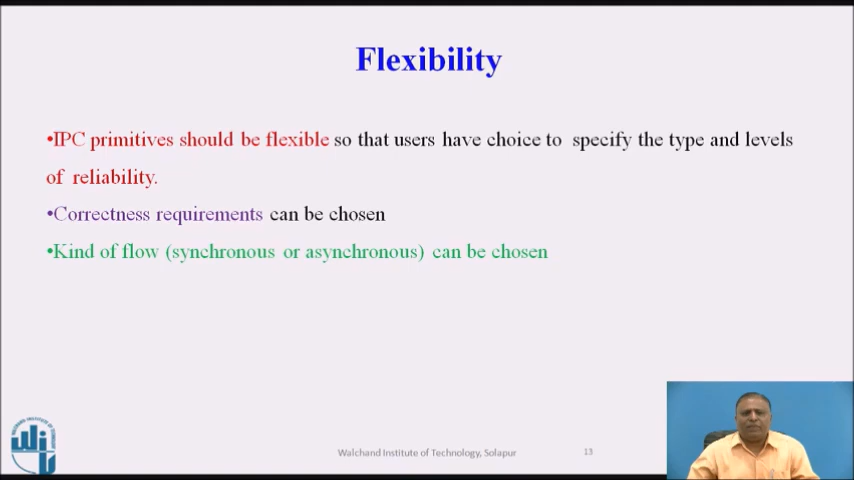 Flexibility
•IPC primitives should be flexible so that users have choice to specify the type and levels
of reliability.
•Correctness requirements can be chosen
•Kind of flow (synchronous or asynchronous) can be chosen
Walchand Institute of Technology, Solapur
13